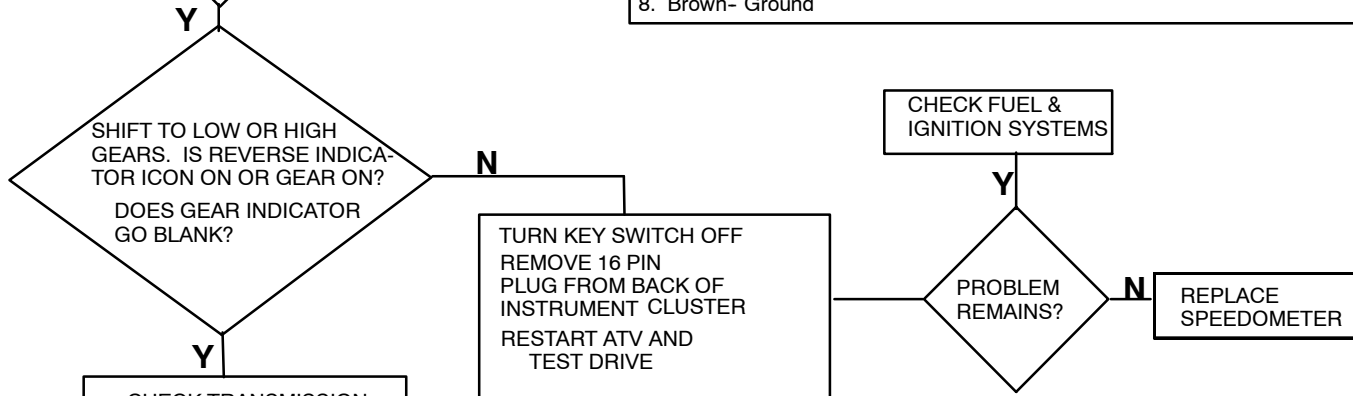 8. Brown- Ground
Y
SHIFT TO LOW OR HIGH
GEARS. IS REVERSE INDICA-
TOR ICON ON OR GEAR ON?
DOES GEAR INDICATOR
GO BLANK?
N
Y
CHECK TRANSMISSION
TURN KEY SWITCH OFF
REMOVE 16 PIN
PLUG FROM BACK OF
INSTRUMENT CLUSTER
RESTART ATV AND
TEST DRIVE
CHECK FUEL &
IGNITION SYSTEMS
Y
PROBLEM
REMAINS?
N
REPLACE
SPEEDOMETER